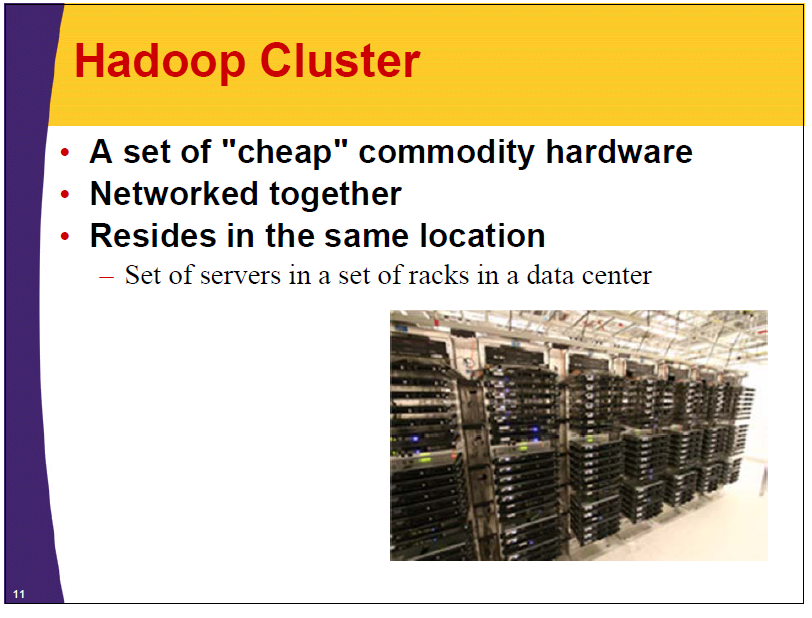 Hadoop Cluster
• A set of "cheap" commodity hardware
• Networked together
• Resides in the same location
– Set of servers in a set of racks in a data center
11